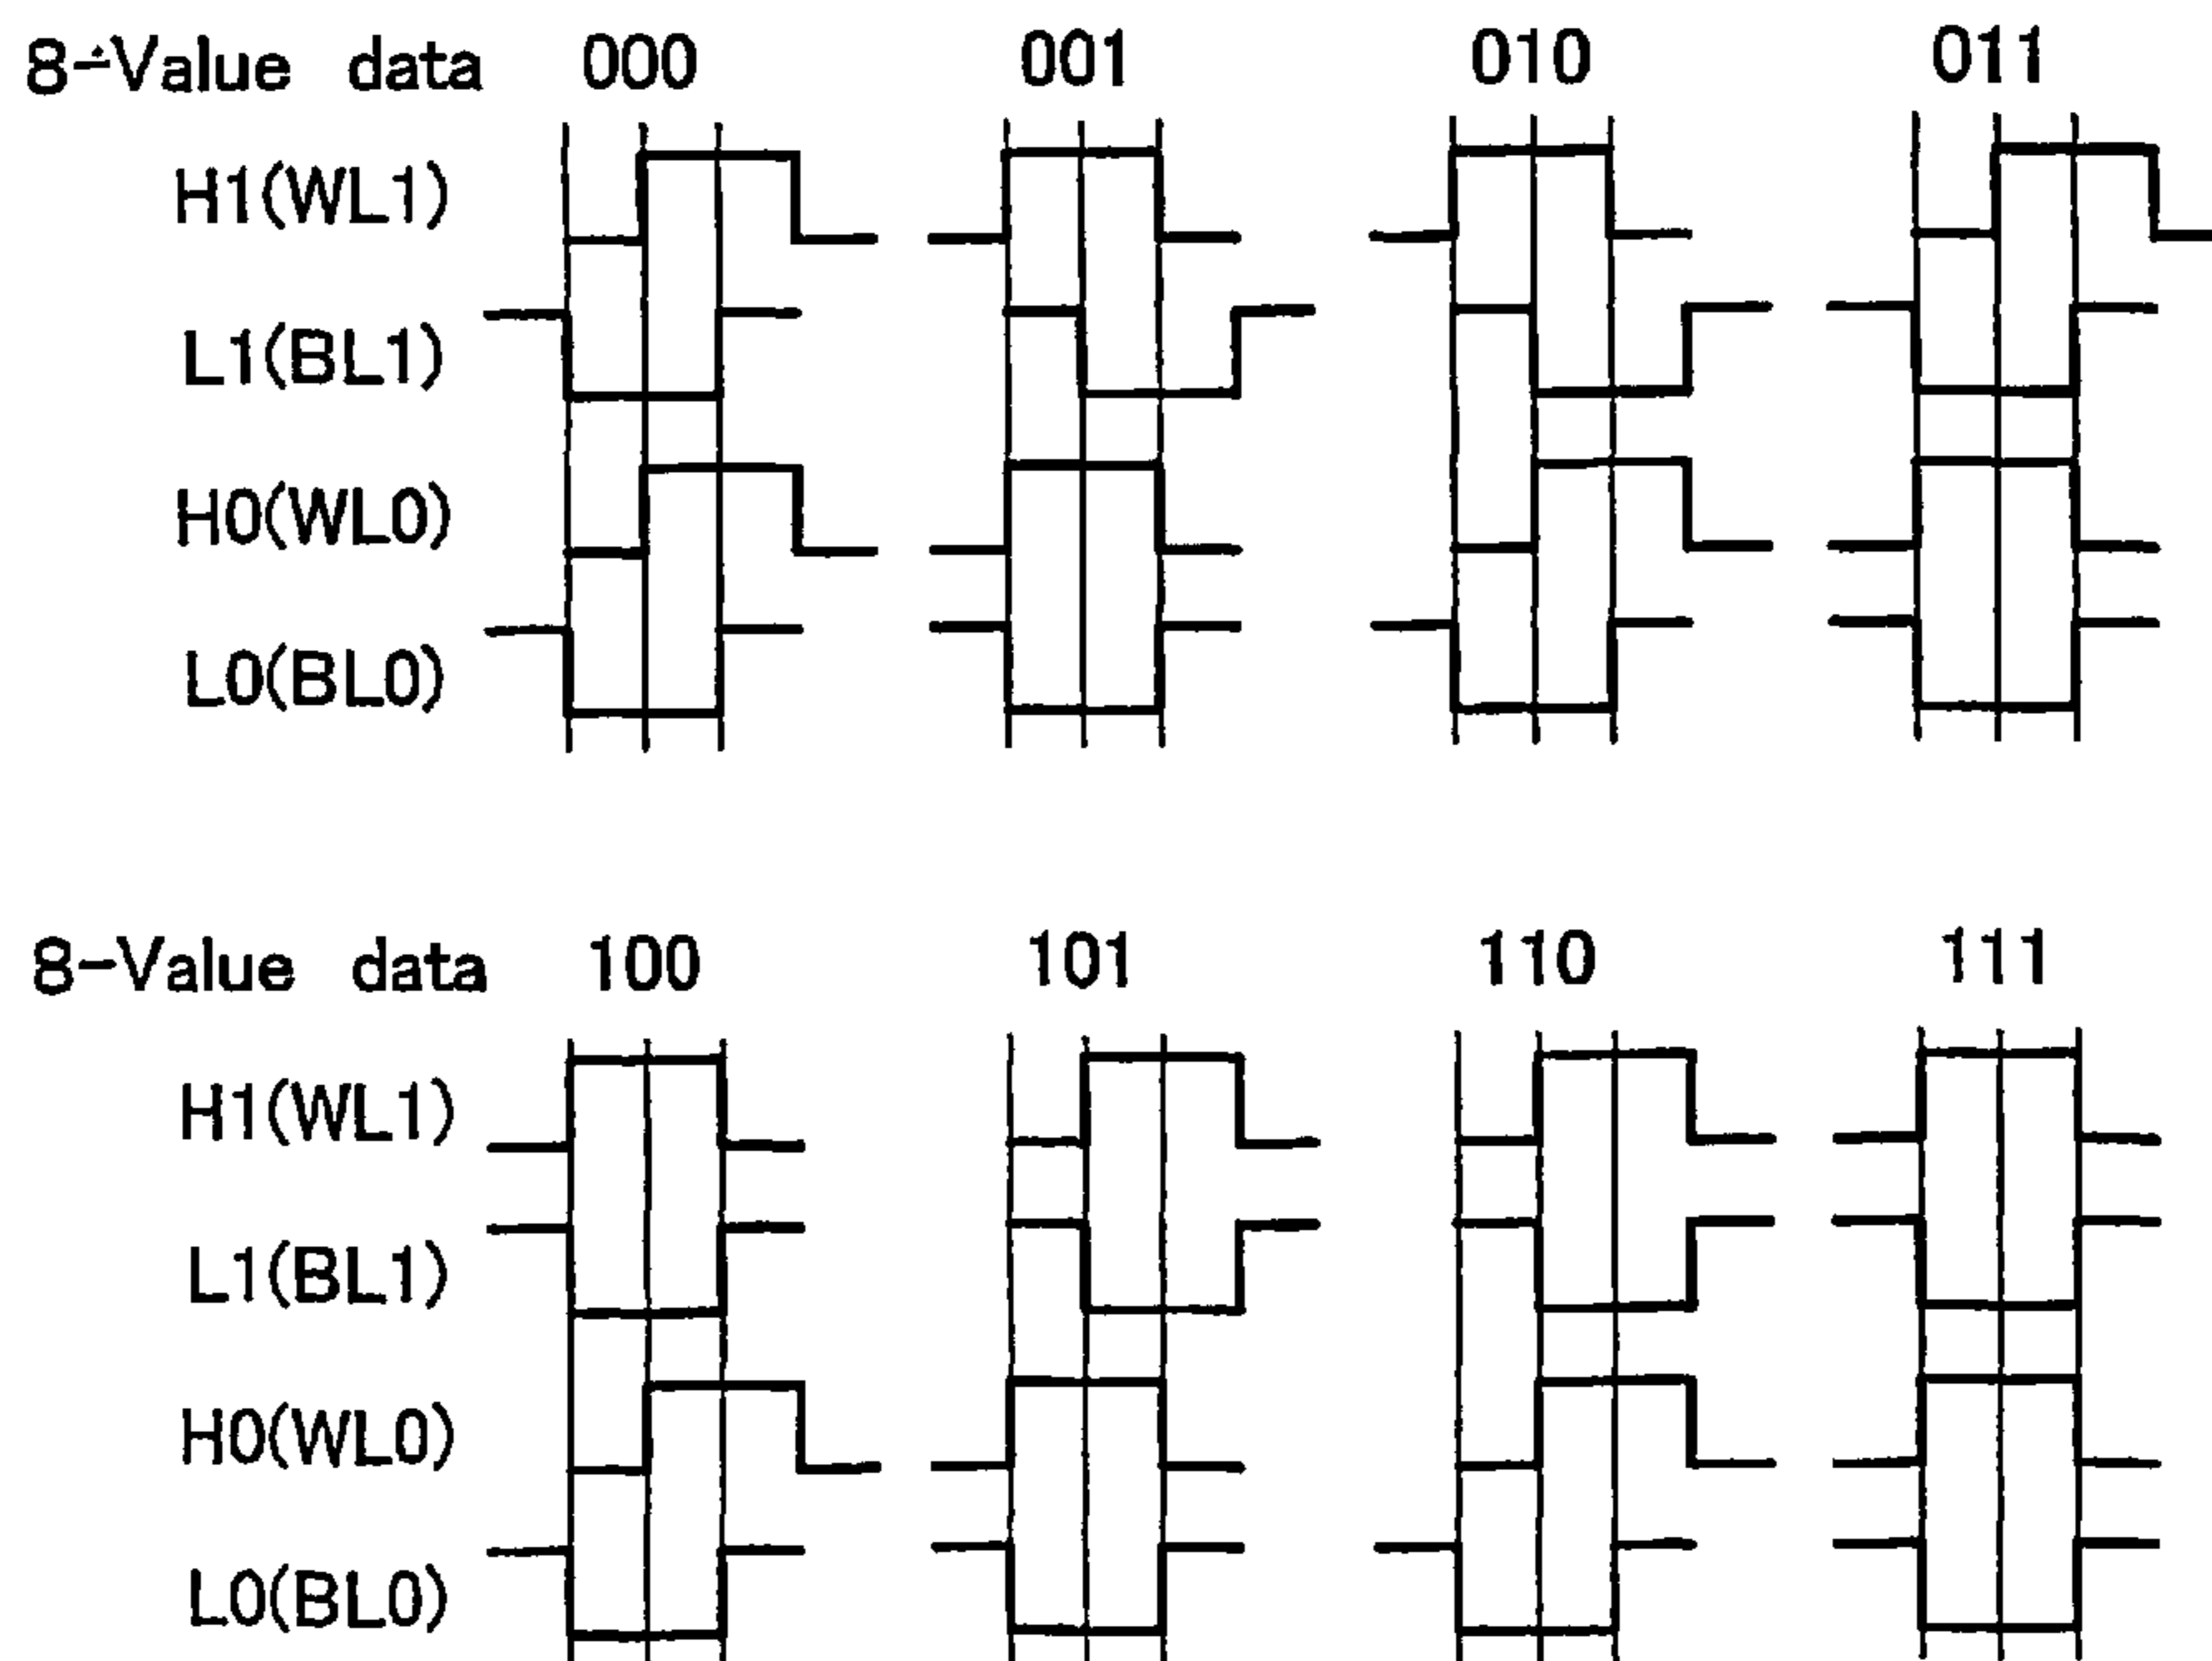 8-Value data 000 001 010 011
H1(WL1)
L1(BL1)
H0(WL0)
L0(BL0)
8-Value data 100 101 110 111
H1(WL1)
L1(BL1)
H0(WL0)
L0(BL0)